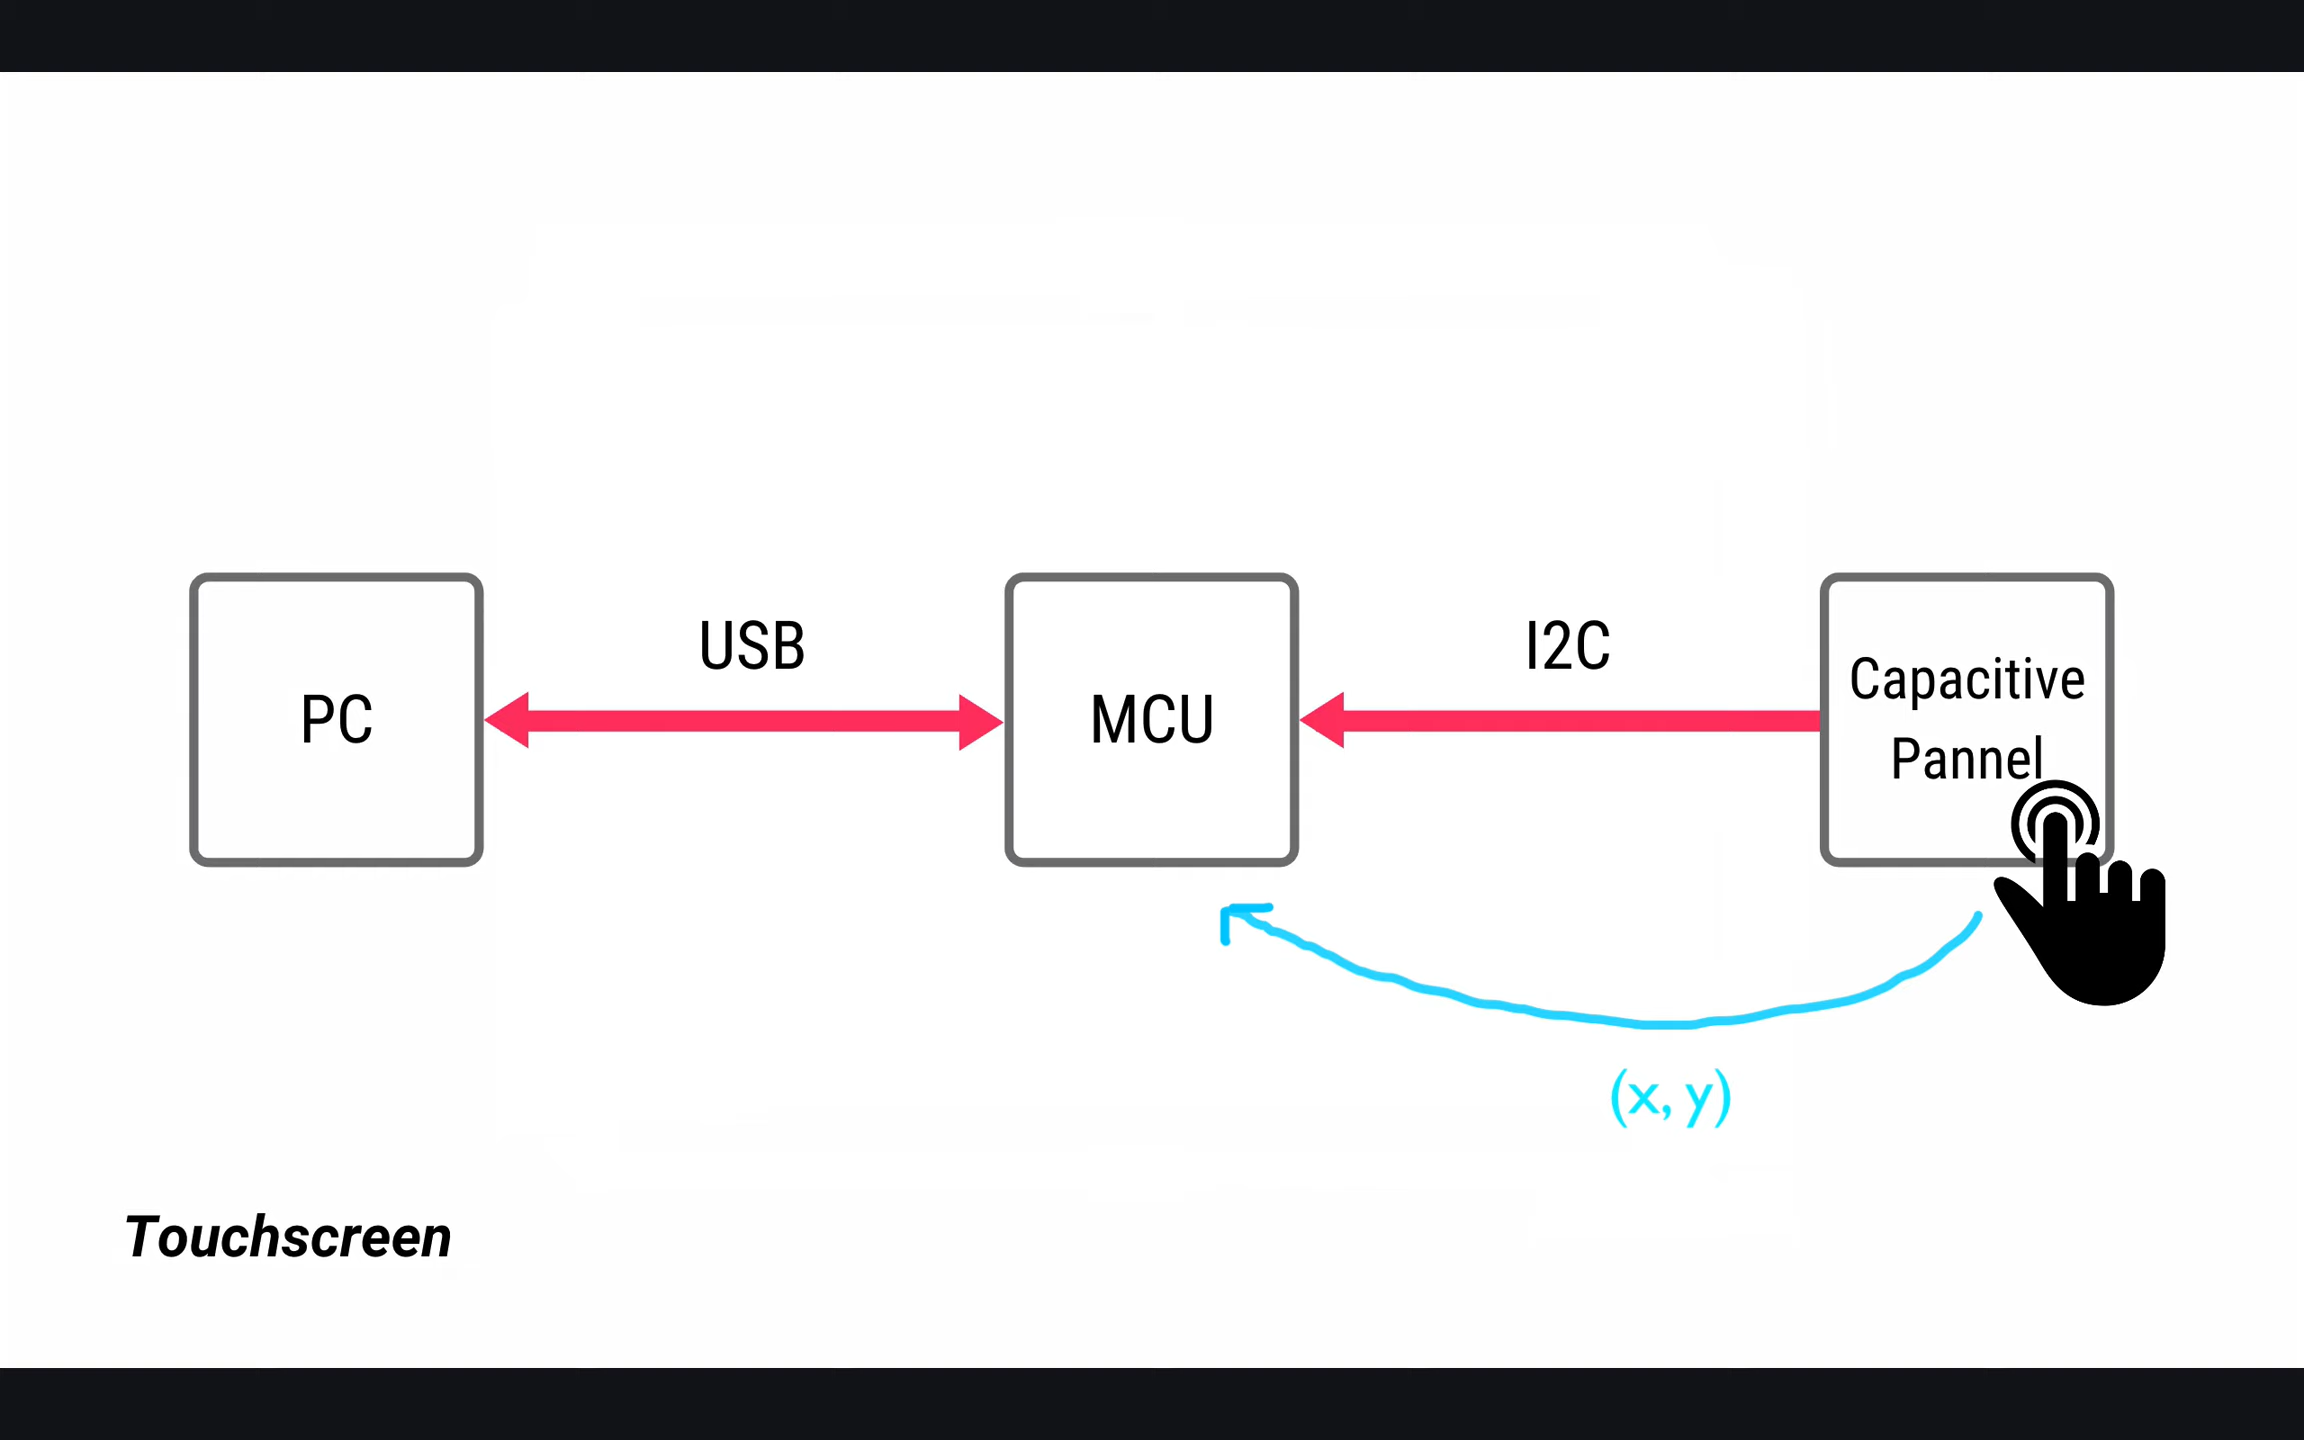 USB
I2C
PC
MCU
Capacitive
Pannel
(x, y)
Touchscreen